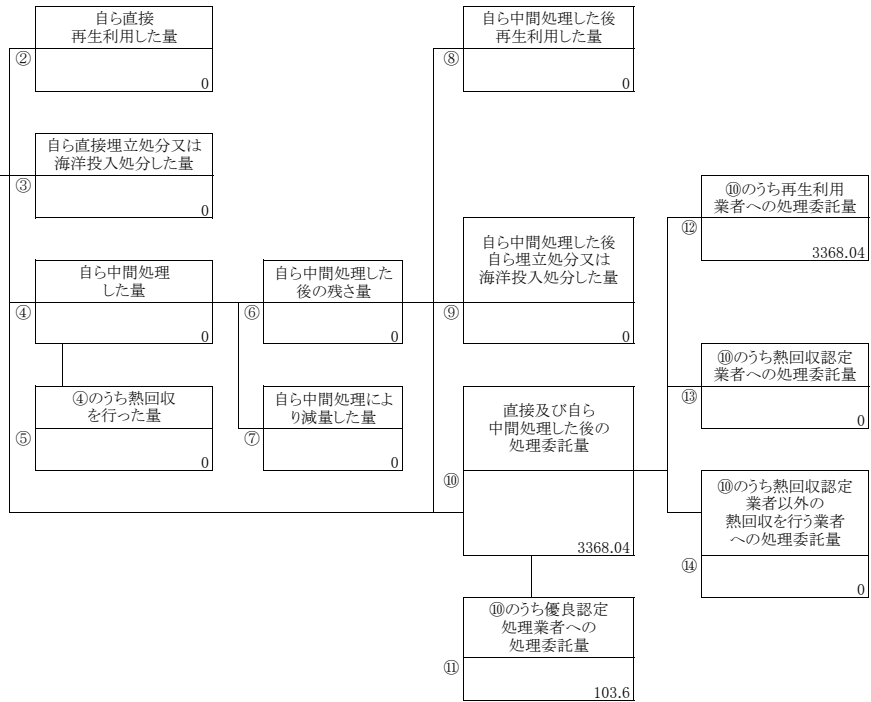 自ら直接
再生利用した量
②
0
自ら直接埋立処分又は
海洋投入処分した量
③
0
自ら中間処理
した量
④
0
④のうち熱回収
を行った量
⑤
0
自ら中間処理した
後の残さ量
⑥
0
自ら中間処理によ
り減量した量
⑦
0
自ら中間処理した後
再生利用した量
⑧
0
自ら中間処理した後
自ら埋立処分又は
海洋投入処分した量
⑨
0
直接及び自ら
中間処理した後の
処理委託量
⑩
3368.04
⑩のうち優良認定
処理業者への
処理委託量
⑪
103.6
⑩のうち再生利用
業者への処理委託量
⑫
3368.04
⑩のうち熱回収認定
業者への処理委託量
⑬
0
⑩のうち熱回収認定
業者以外の
熱回収を行う業者
への処理委託量
⑭
0